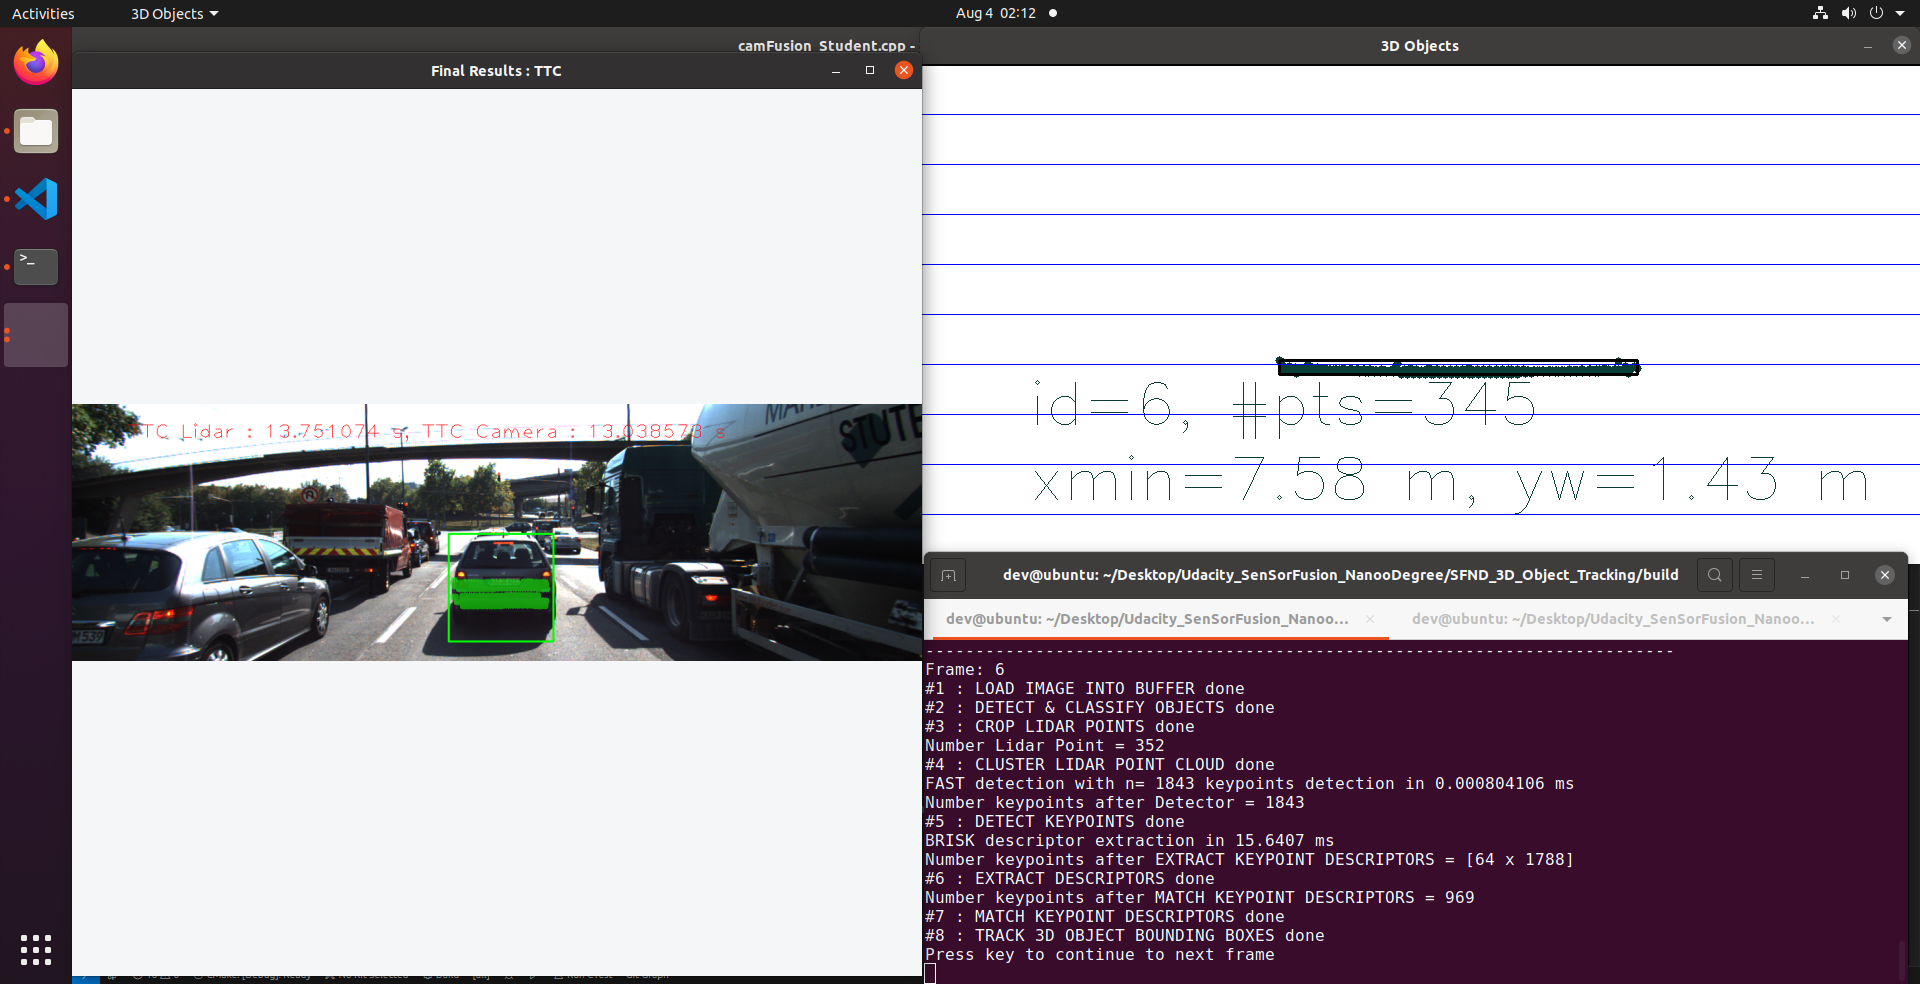 Activities
3D Objects
Aug 4 02:12
camFusion_Student.cpp -
Final Results : TTC
3D Objects
TTC Lidar : 13.751074 s, TTC Camera : 13.038573 s
STUTE
539
id=6, #pts=345
xmin=7.58 m, yw=1.43 m
dev@ubuntu: ~/Desktop/Udacity_SenSorFusion_NanooDegree/SFND_3D_Object_Tracking/build
dev@ubuntu: ~/Desktop/Udacity_SenSorFusion_Nanoo...
dev@ubuntu: ~/Desktop/Udacity_SenSorFusion_Nanoo...
---------------------------------------------------------------------------
Frame: 6
#1 : LOAD IMAGE INTO BUFFER done
#2 : DETECT & CLASSIFY OBJECTS done
#3 : CROP LIDAR POINTS done
Number Lidar Point = 352
#4 : CLUSTER LIDAR POINT CLOUD done
FAST detection with n= 1843 keypoints detection in 0.000804106 ms
Number keypoints after Detector = 1843
#5 : DETECT KEYPOINTS done
BRISK descriptor extraction in 15.6407 ms
Number keypoints after EXTRACT KEYPOINT DESCRIPTORS = [64 x 1788]
#6 : EXTRACT DESCRIPTORS done
Number keypoints after MATCH KEYPOINT DESCRIPTORS = 969
#7 : MATCH KEYPOINT DESCRIPTORS done
#8 : TRACK 3D OBJECT BOUNDING BOXES done
Press key to continue to next frame